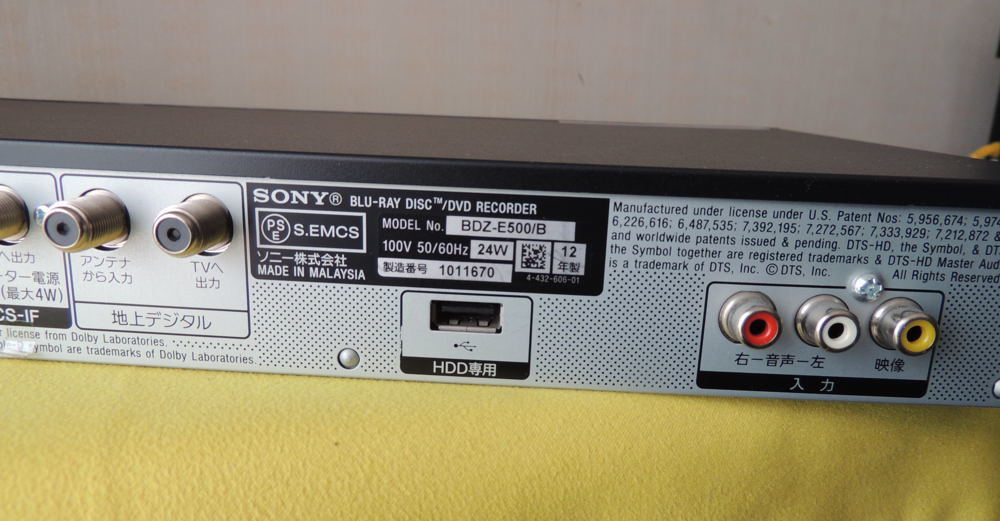 に出力
ーター電源
(最大4W)
CS-IF
アンテナ
から入力
TVへ
出力
地上デジタル
license from Dolby Laboratories.
Symbol are trademarks of Dolby Laboratories.
SONY® BLU-RAY DISC™/DVD RECORDER
PSE S.EMCS
MODEL No. BDZ-E500/B
100V 50/60Hz 24W
12
年製
ソニー株式会社
MADE IN MALAYSIA
製造番号 1011670
4-432-606-01
HDD専用
Manufactured under license under U.S. Patent Nos: 5,956,674; 5,97
6,226,616; 6,487,535; 7,392,195; 7,272,567; 7,333,929; 7,212,872 &
and worldwide patents issued & pending. DTS-HD, the Symbol, & DT
the Symbol together are registered trademarks & DTS-HD Master Aud
is a trademark of DTS, Inc. ©DTS, Inc. All Rights Reserved
右ー音声ー左
映像
入力